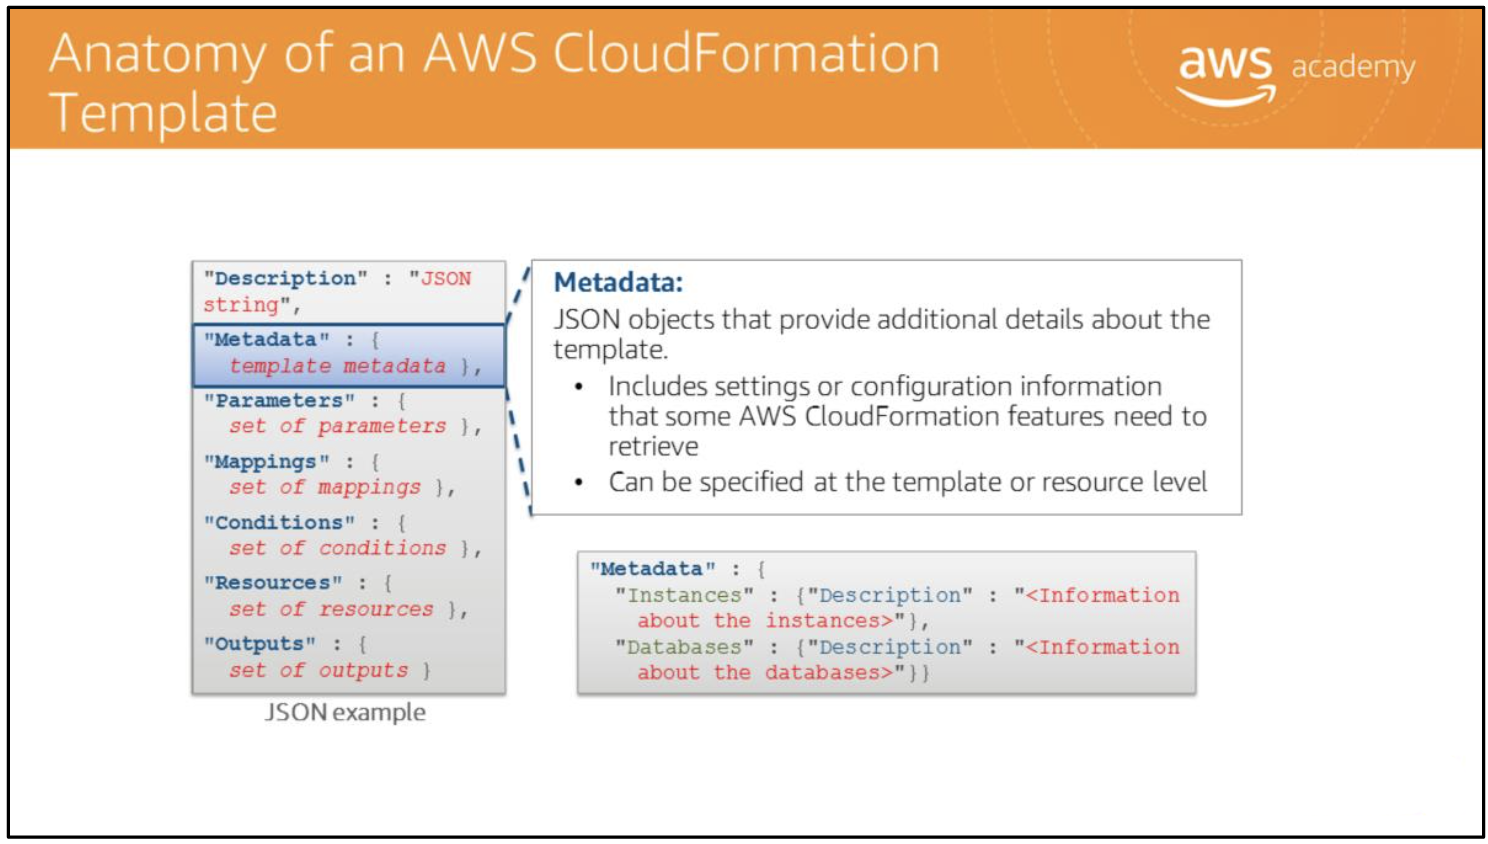 Anatomy of an AWS CloudFormation
Template
aws academy
"Description" : "JSON
string",
"Metadata" : {
template metadata },
"Parameters" : {
set of parameters },
"Mappings" : {
set of mappings },
"Conditions" : {
set of conditions },
"Resources" : {
set of resources },
"Outputs" : {
set of outputs }
JSON example
Metadata:
JSON objects that provide additional details about the
template.
• Includes settings or configuration information
that some AWS CloudFormation features need to
retrieve
• Can be specified at the template or resource level
"Metadata" : {
"Instances" : {"Description" : "<Information
about the instances>"},
"Databases" : {"Description" : "<Information
about the databases>"}}